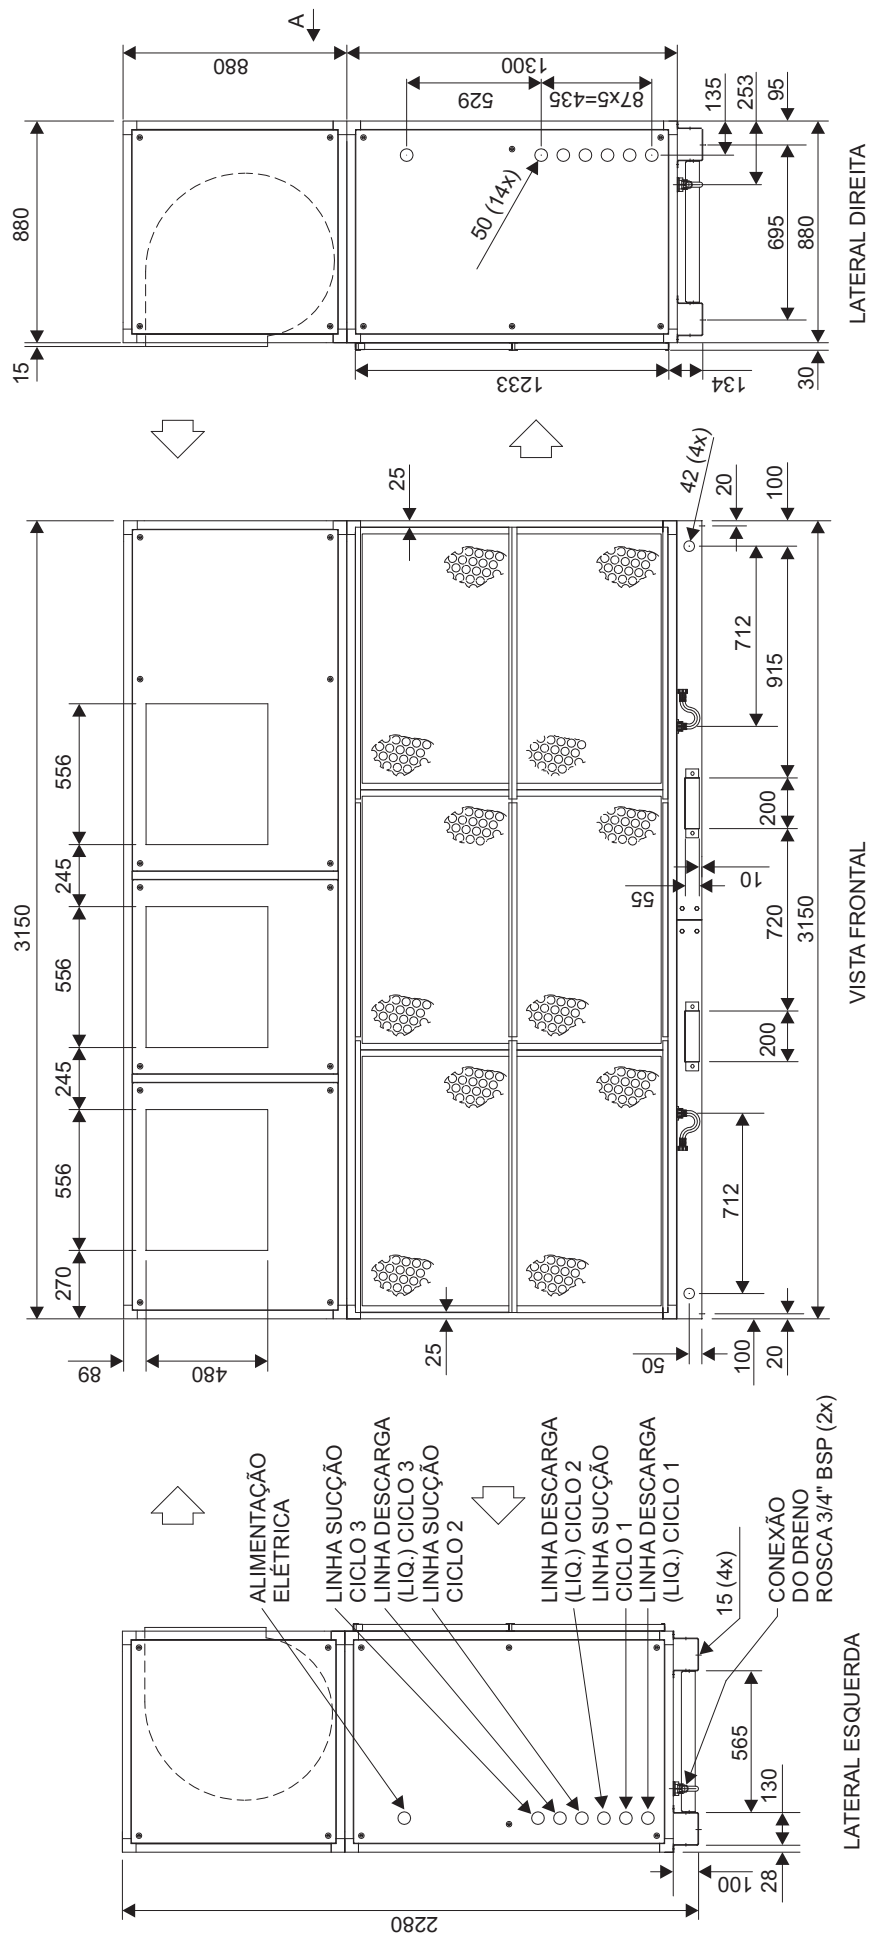 880
1300
A
529
87x5=435
135
253
95
880
50 (14x)
695
880
15
1233
134
30
LATERAL DIREITA
25
42 (4x)
20
100
712
915
556
245
3150
556
245
556
270
200
10
55
720
3150
200
712
VISTA FRONTAL
89
480
25
50
100
20
ALIMENTAÇÃO
ELÉTRICA
LINHA SUCÇÃO
CICLO 3
LINHA DESCARGA
(LIQ.) CICLO 3
LINHA SUCÇÃO
CICLO 2
LINHA DESCARGA
(LIQ.) CICLO 2
LINHA SUCÇÃO
CICLO 1
LINHA DESCARGA
(LIQ.) CICLO 1
15 (4x)
CONEXÃO
DO DRENO
ROSCA 3/4" BSP (2x)
565
130
28
100
2280
LATERAL ESQUERDA